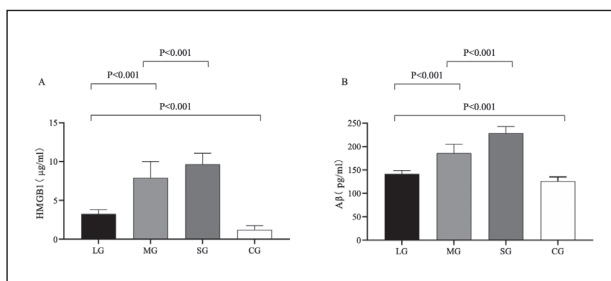 P<0.001
A
P<0.001
P<0.001
HMGB1 ( μg/ml)
15
10
5
0
LG
MG
SG
CG
P<0.001
B
P<0.001
P<0.001
Aβ ( pg/ml)
250
200
150
100
50
0
LG
MG
SG
CG